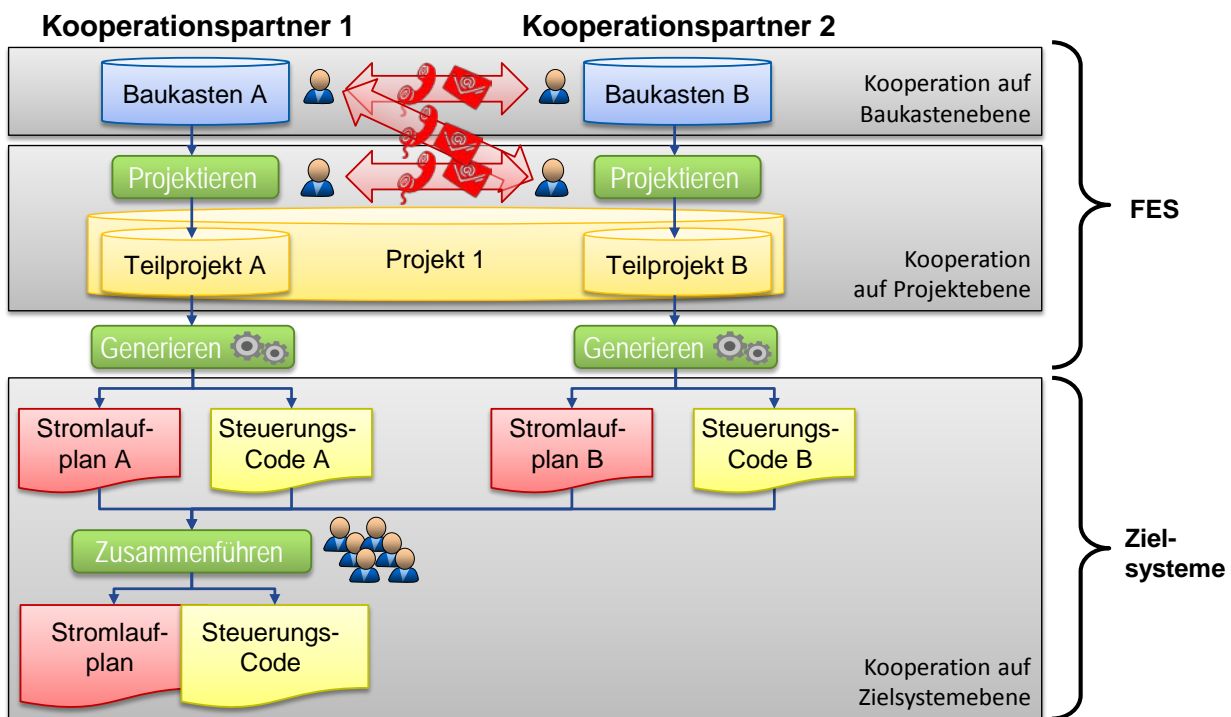 Kooperationspartner 1
Kooperationspartner 2
Baukasten A
Baukasten B
Kooperation auf
Baukastenebene
Projektieren
Projektieren
FES
Teilprojekt A
Projekt 1
Teilprojekt B
Kooperation
auf Projektebene
Generieren
Generieren
Stromlauf-
plan A
Steuerungs-
Code A
Stromlauf-
plan B
Steuerungs-
Code B
Zusammenführen
Ziel-
systeme
Stromlauf-
plan
Steuerungs-
Code
Kooperation auf
Zielsystemebene